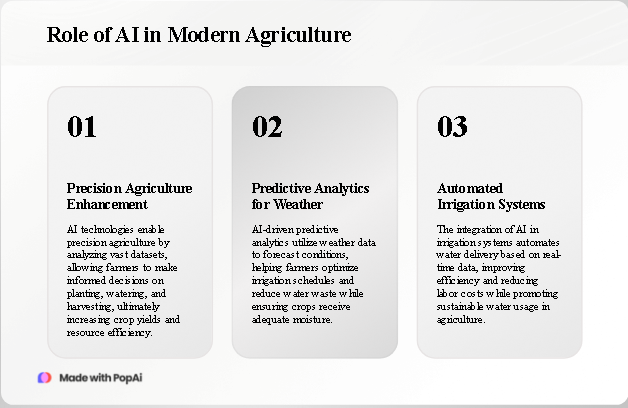 Role of AI in Modern Agriculture
01
Precision Agriculture
Enhancement
AI technologies enable
precision agriculture by
analyzing vast datasets,
allowing farmers to make
informed decisions on
planting, watering, and
harvesting, ultimately
increasing crop yields and
resource efficiency.
02
Predictive Analytics
for Weather
AI-driven predictive
analytics utilize weather data
to forecast conditions,
helping farmers optimize
irrigation schedules and
reduce water waste while
ensuring crops receive
adequate moisture.
03
Automated
Irrigation Systems
The integration of AI in
irrigation systems automates
water delivery based on real-
time data, improving
efficiency and reducing
labor costs while promoting
sustainable water usage in
agriculture.
Made with PopAi